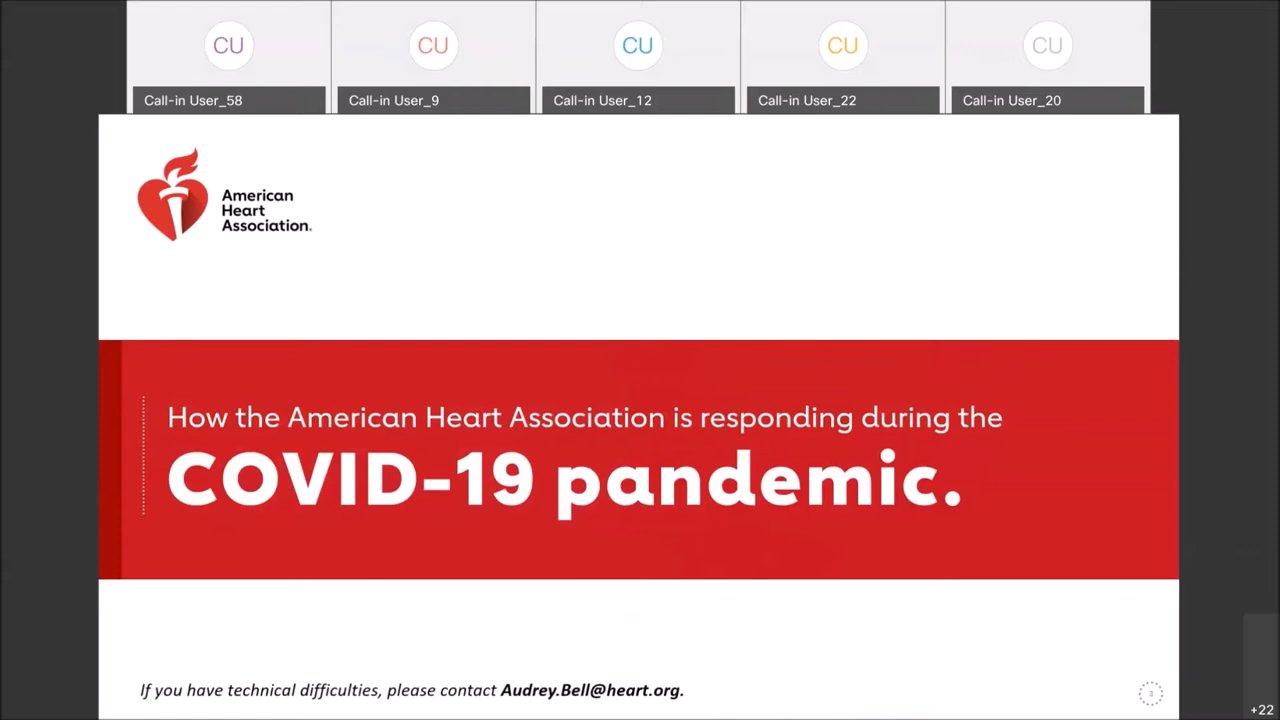 CU
CU
CU
CU
CU
Call-in User_58
Call-in User_9
Call-in User_12
Call-in User_22
Call-in User_20
American
Heart
Association.
How the American Heart Association is responding during the
COVID-19 pandemic.
If you have technical difficulties, please contact Audrey.Bell@heart.org.
3
+22